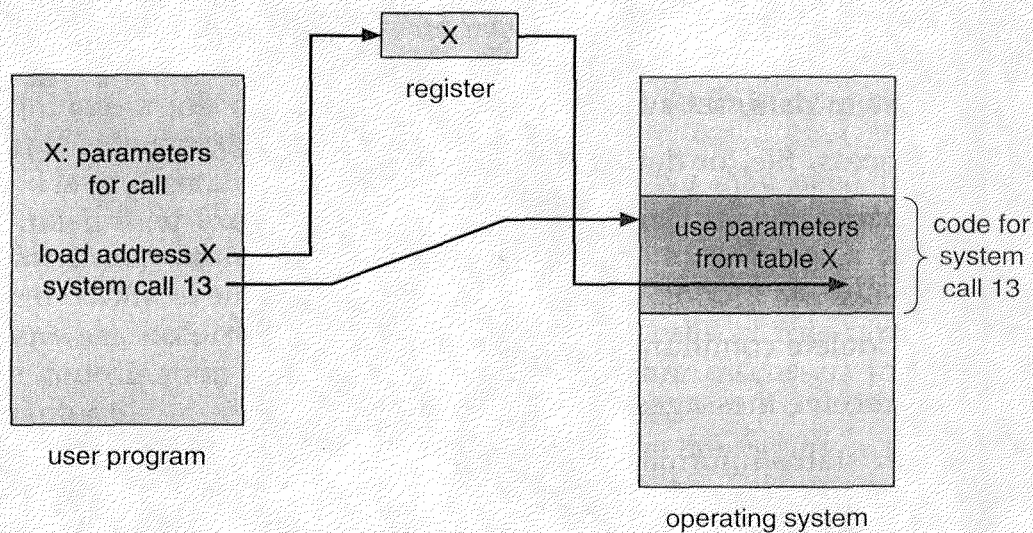 X
register
X: parameters
for call
load address X
system call 13
use parameters
from table X
code for
system
call 13
user program
operating system